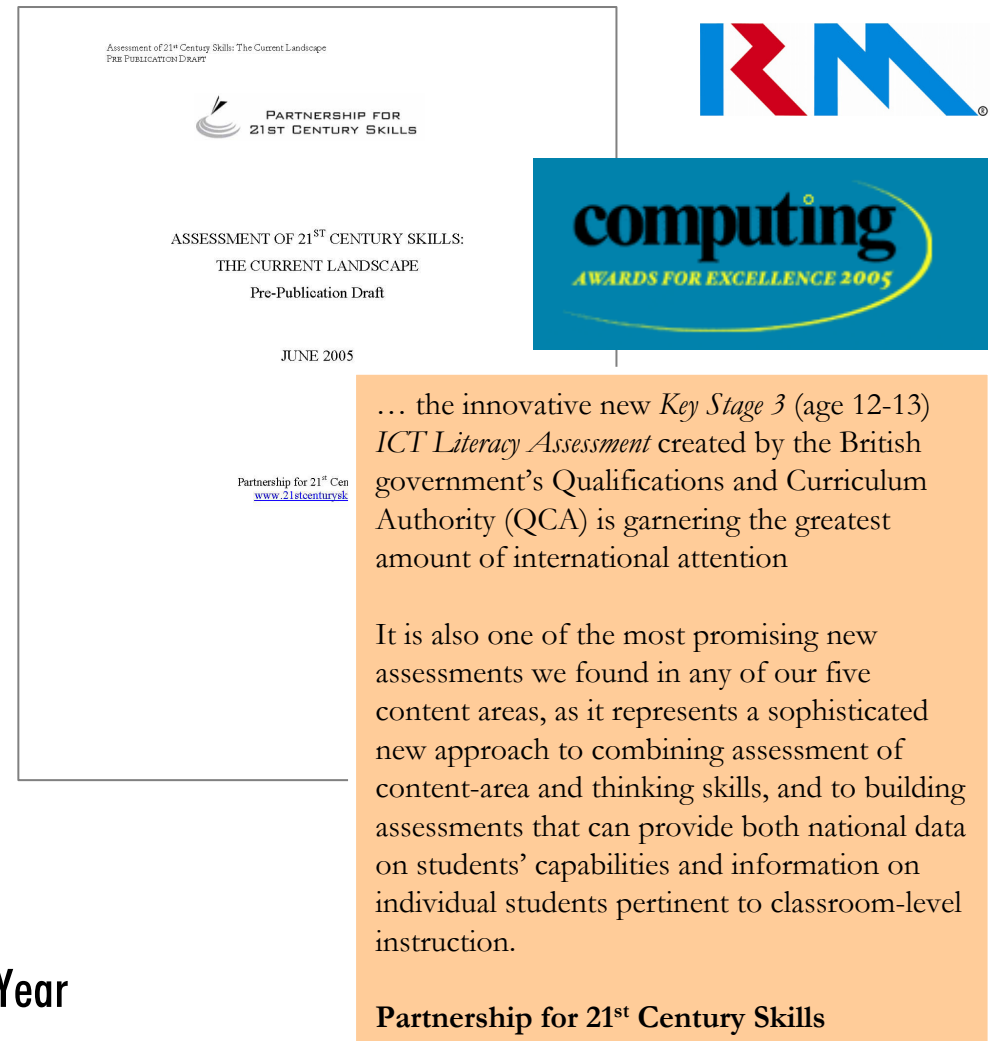 Assessment of 21st Century Skills: The Current Landscape
PRE PUBLICATION DRAFT
PARTNERSHIP FOR
21ST CENTURY SKILLS
ASSESSMENT OF 21ST CENTURY SKILLS:
THE CURRENT LANDSCAPE
Pre-Publication Draft
JUNE 2005
Partnership for 21st Cen
www.21stcenturysk
RM®
computing
AWARDS FOR EXCELLENCE 2005
… the innovative new Key Stage 3 (age 12-13)
ICT Literacy Assessment created by the British
government’s Qualifications and Curriculum
Authority (QCA) is garnering the greatest
amount of international attention
It is also one of the most promising new
assessments we found in any of our five
content areas, as it represents a sophisticated
new approach to combining assessment of
content-area and thinking skills, and to building
assessments that can provide both national data
on students’ capabilities and information on
individual students pertinent to classroom-level
instruction.
Partnership for 21st Century Skills
Year